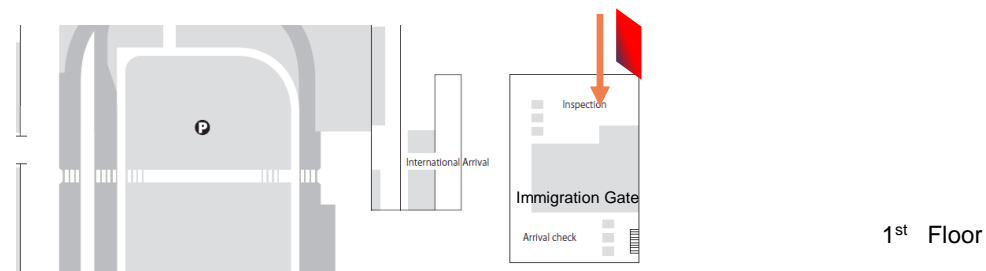 Inspection
P
International Arrival
Immigration Gate
Arrival check
1st Floor